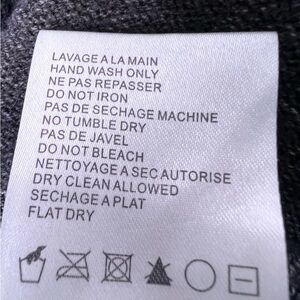 LAVAGE A LA MAIN
HAND WASH ONLY
NE PAS REPASSER
DO NOT IRON
PAS DE SECHAGE MACHINE
NO TUMBLE DRY
PAS DE JAVEL
DO NOT BLEACH
NETTOYAGE A SEC AUTORISE
DRY CLEAN ALLOWED
SECHAGE A PLAT
FLAT DRY